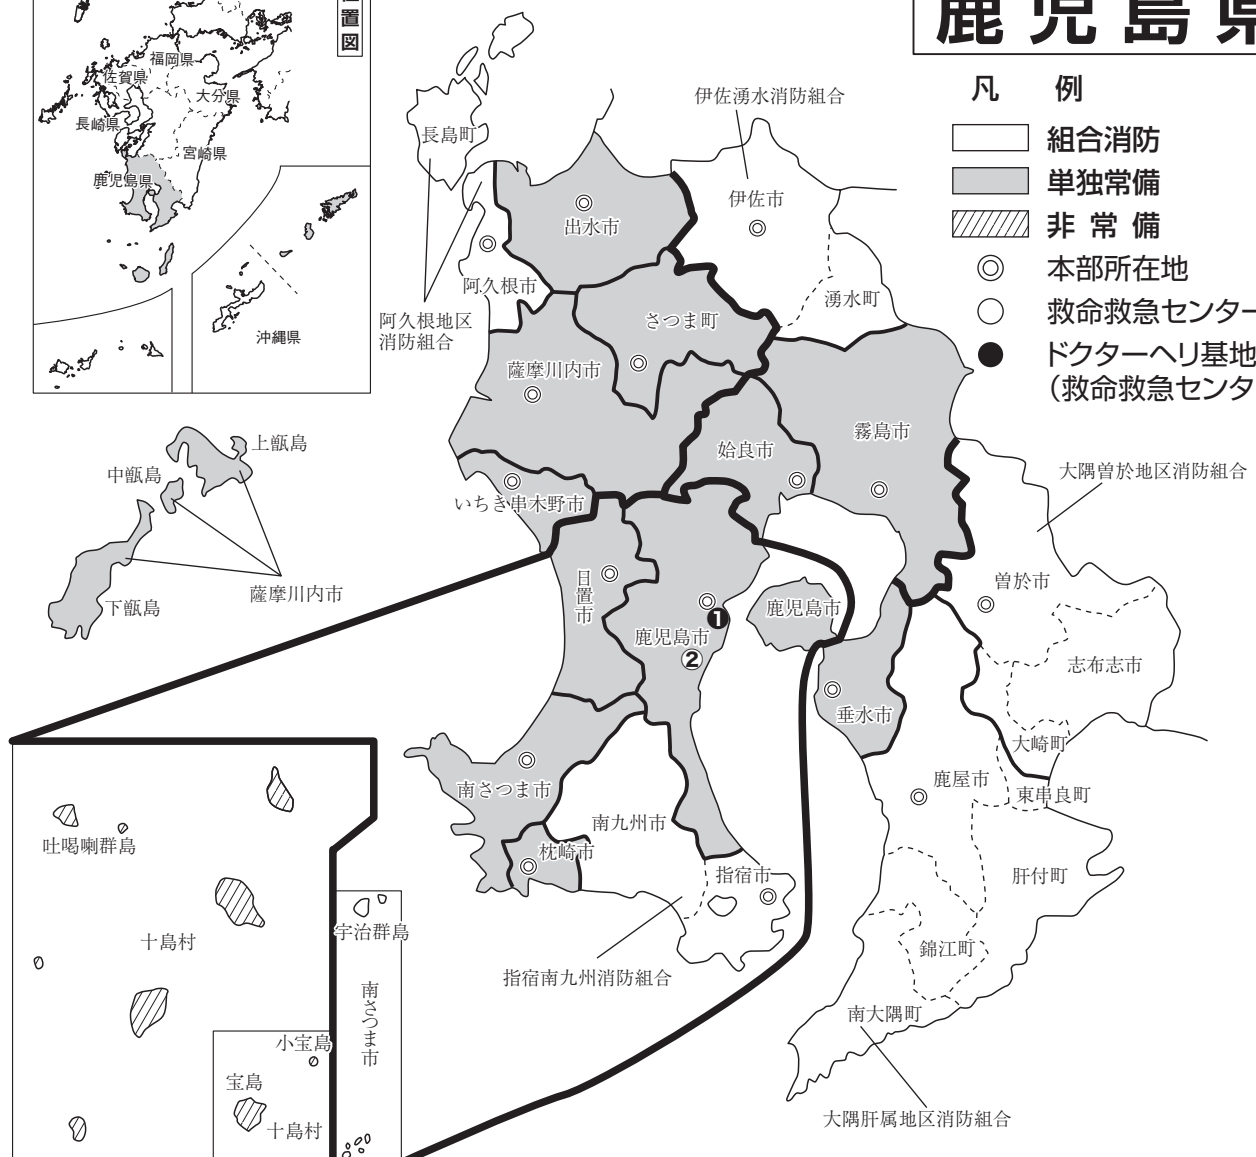 置図
鹿児島県
福岡県
佐賀県
大分県
長崎県
宮崎県
鹿児島県
沖縄県
凡 例
組合消防
単独常備
非常備
本部所在地
救命救急センター
ドクターヘリ基地
(救命救急センタ
長島町
伊佐湧水消防組合
伊佐市
出水市
阿久根市
湧水町
さつま町
阿久根地区
消防組合
薩摩川内市
霧島市
姶良市
上甑島
中甑島
いちき串木野市
大隅曽於地区消防組合
下甑島
薩摩川内市
日置市
曽於市
鹿児島市
1
鹿児島市
2
志布志市
垂水市
大崎町
南さつま市
鹿屋市
東串良町
南九州市
吐喝喇群島
枕崎市
指宿市
肝付町
十島村
宇治群島
錦江町
指宿南九州消防組合
南さつま市
南大隅町
小宝島
宝島
十島村
大隅肝属地区消防組合